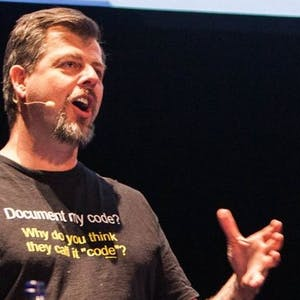 Document my code?
Why do you think
they call it "code"?